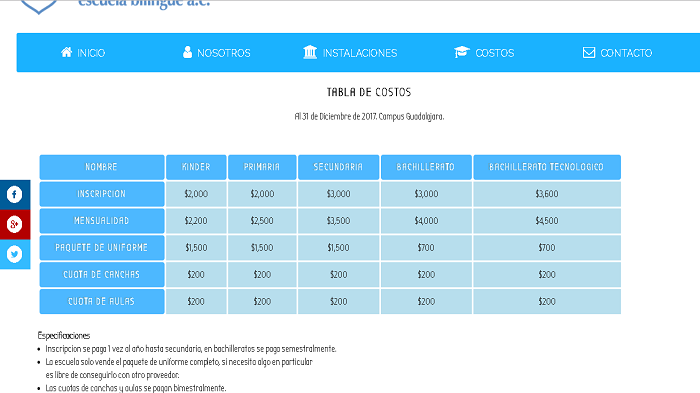 escuela bilingüe a.c.
INICIO NOSOTROS INSTALACIONES COSTOS CONTACTO
TABLA DE COSTOS
Al 31 de Diciembre de 2017. Campus Guadalajara.
NOMBRE KINDER PRIMARIA SECUNDARIA BACHILLERATO BACHILLERATO TECNOLOGICO
INSCRIPCION $2,000 $2,000 $3,000 $3,000 $3,600
MENSUALIDAD $2,200 $2,500 $3,500 $4,000 $4,500
PAQUETE DE UNIFORME $1,500 $1,500 $1,500 $700 $700
CUOTA DE CANCHAS $200 $200 $200 $200 $200
CUOTA DE AULAS $200 $200 $200 $200 $200
Especificaciones
• Inscripcion se paga 1 vez al año hasta secundaria, en bachilleratos se paga semestralmente.
• La escuela solo vende el paquete de uniforme completo, si necesita algo en particular
es libre de conseguirlo con otro proveedor.
• Las cuotas de canchas y aulas se pagan bimestralmente.